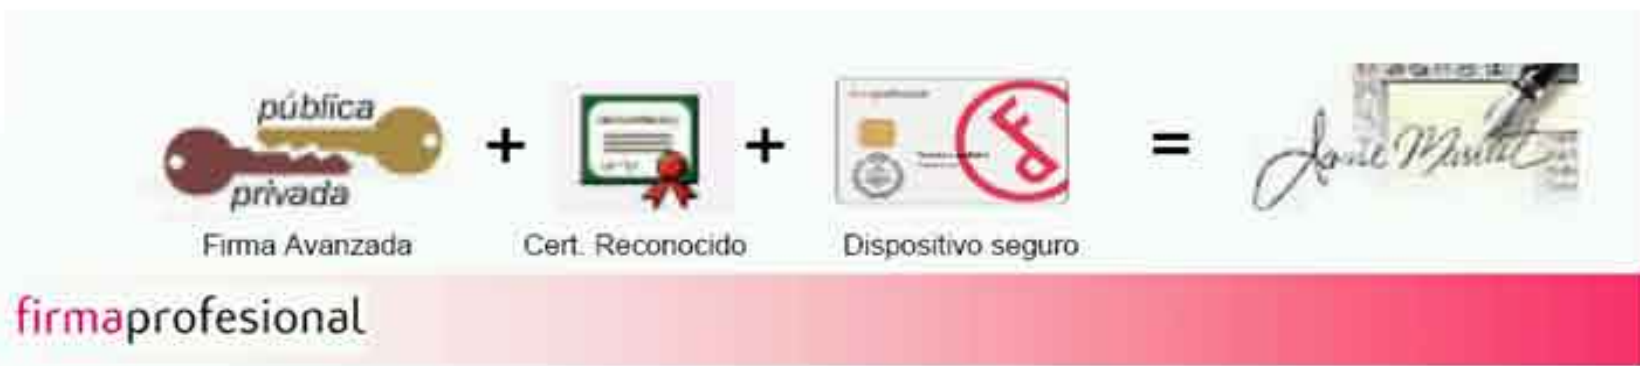 pública
privada
+ + =
Firma Avanzada Cert. Reconocido Dispositivo seguro
firmaprofesional